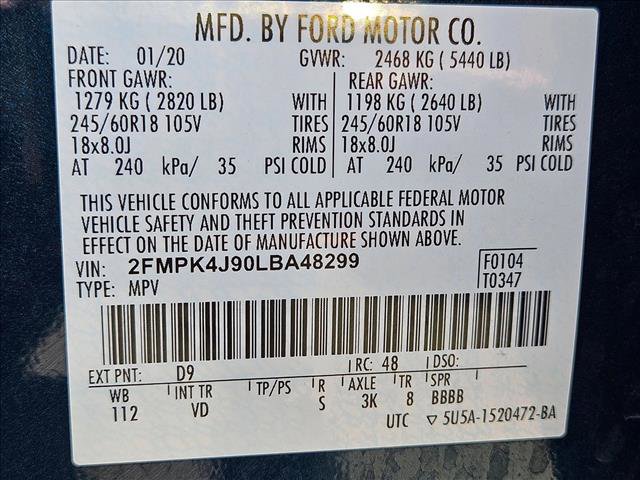 MFD. BY FORD MOTOR CO.
DATE: 01/20 GVWR: 2468 KG ( 5440 LB)
FRONT GAWR: REAR GAWR:
1279 KG ( 2820 LB) WITH 1198 KG ( 2640 LB) WITH
245/60R18 105V TIRES 245/60R18 105V TIRES
18x8.0J RIMS 18x8.0J RIMS
AT 240 kPa/ 35 PSI COLD AT 240 kPa/ 35 PSI COLD
THIS VEHICLE CONFORMS TO ALL APPLICABLE FEDERAL MOTOR
VEHICLE SAFETY AND THEFT PREVENTION STANDARDS IN
EFFECT ON THE DATE OF MANUFACTURE SHOWN ABOVE.
VIN: 2FMPK4J90LBA48299 F0104
TYPE: MPV T0347
EXT PNT: D9 RC: 48 DSO:
WB INT TR TP/PS R AXLE TR SPR
112 VD S 3K 8 BBBB
UTC ▽ 5U5A-1520472-BA